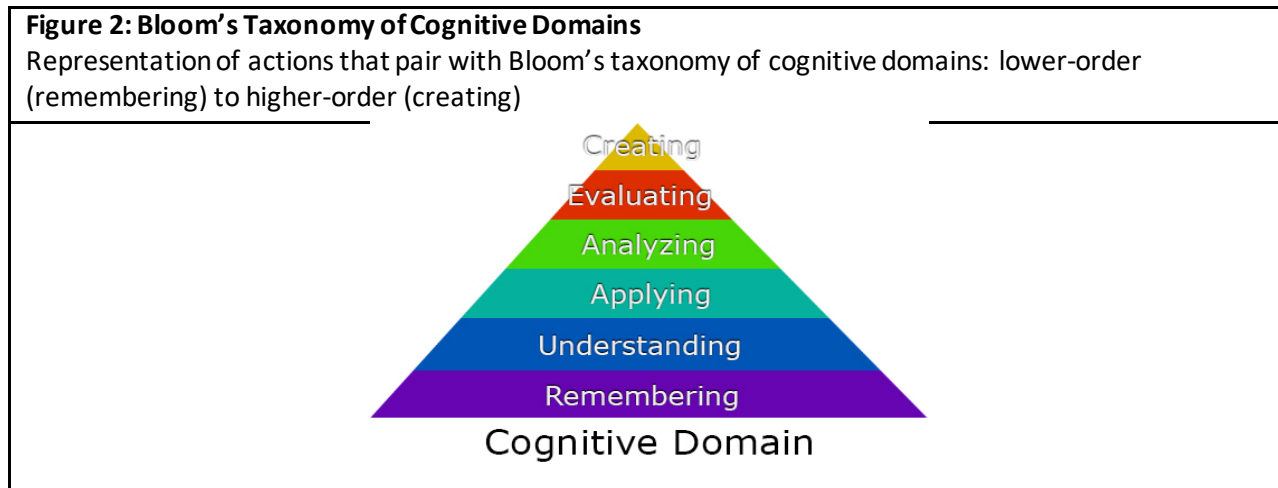 Figure 2: Bloom's Taxonomy of Cognitive Domains
Representation of actions that pair with Bloom's taxonomy of cognitive domains: lower-order
(remembering) to higher-order (creating)
Creating
Evaluating
Analyzing
Applying
Understanding
Remembering
Cognitive Domain